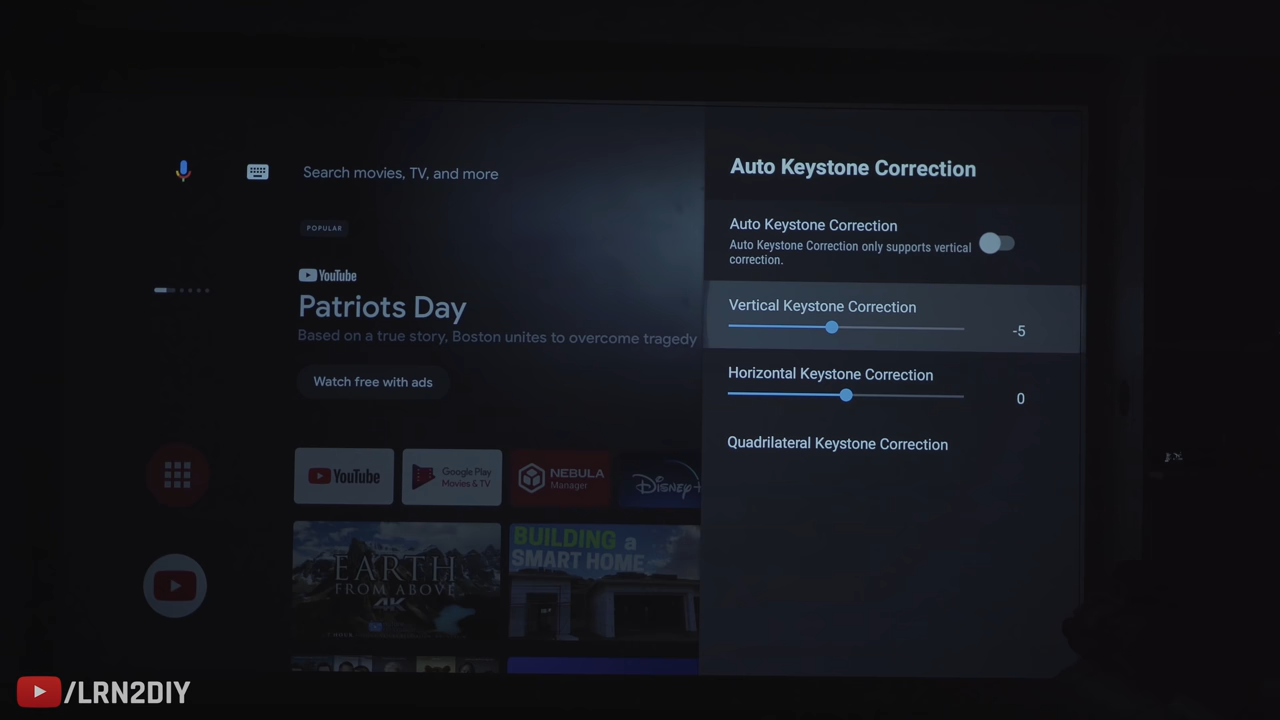 Search movies, TV, and more
POPULAR
YouTube
Patriots Day
Based on a true story, Boston unites to overcome tragedy
Watch free with ads
YouTube
Google Play
Movies & TV
NEBULA
Manager
Disney+
EARTH
FROM ABOVE
4K
BUILDING a
SMART HOME
Auto Keystone Correction
Auto Keystone Correction
Auto Keystone Correction only supports vertical
correction.
Vertical Keystone Correction
-5
Horizontal Keystone Correction
0
Quadrilateral Keystone Correction
/LRN2DIY